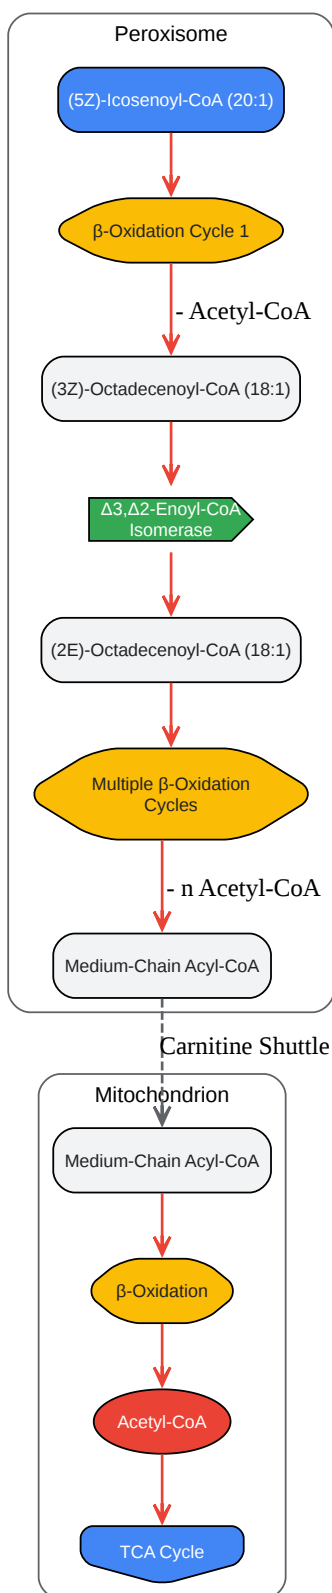 Peroxisome
(5Z)-Icosenoyl-CoA (20:1)
β-Oxidation Cycle 1
- Acetyl-CoA
(3Z)-Octadecenoyl-CoA (18:1)
Δ3,Δ2-Enoyl-CoA
Isomerase
(2E)-Octadecenoyl-CoA (18:1)
Multiple β-Oxidation
Cycles
- n Acetyl-CoA
Medium-Chain Acyl-CoA
Carnitine Shuttle
Mitochondrion
Medium-Chain Acyl-CoA
β-Oxidation
Acetyl-CoA
TCA Cycle